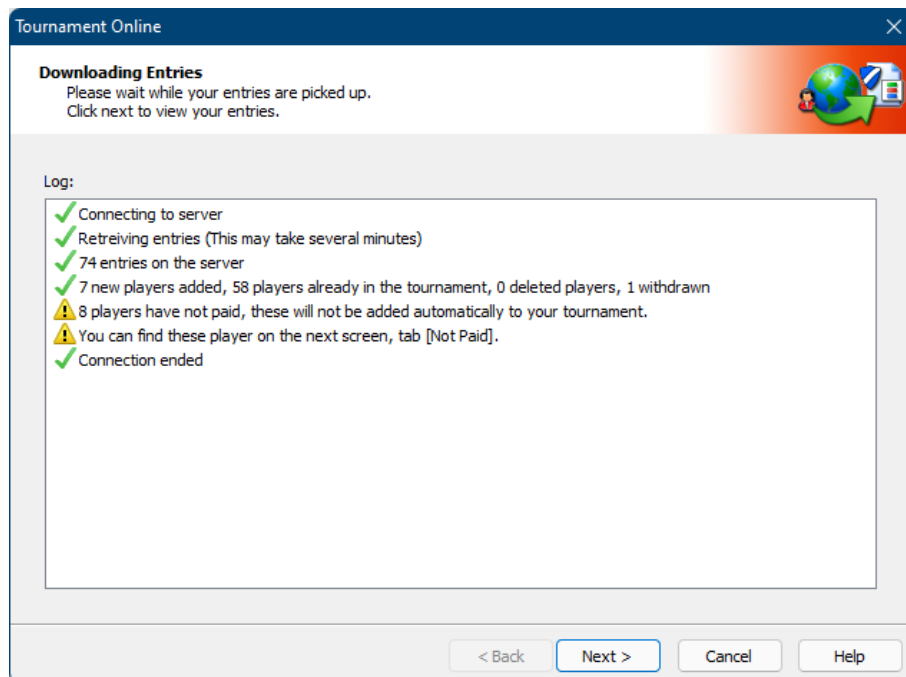 Tournament Online
Downloading Entries
Please wait while your entries are picked up.
Click next to view your entries.
Log:
Connecting to server
Retreiving entries (This may take several minutes)
74 entries on the server
7 new players added, 58 players already in the tournament, 0 deleted players, 1 withdrawn
8 players have not paid, these will not be added automatically to your tournament.
You can find these player on the next screen, tab [Not Paid].
Connection ended
< Back
Next >
Cancel
Help